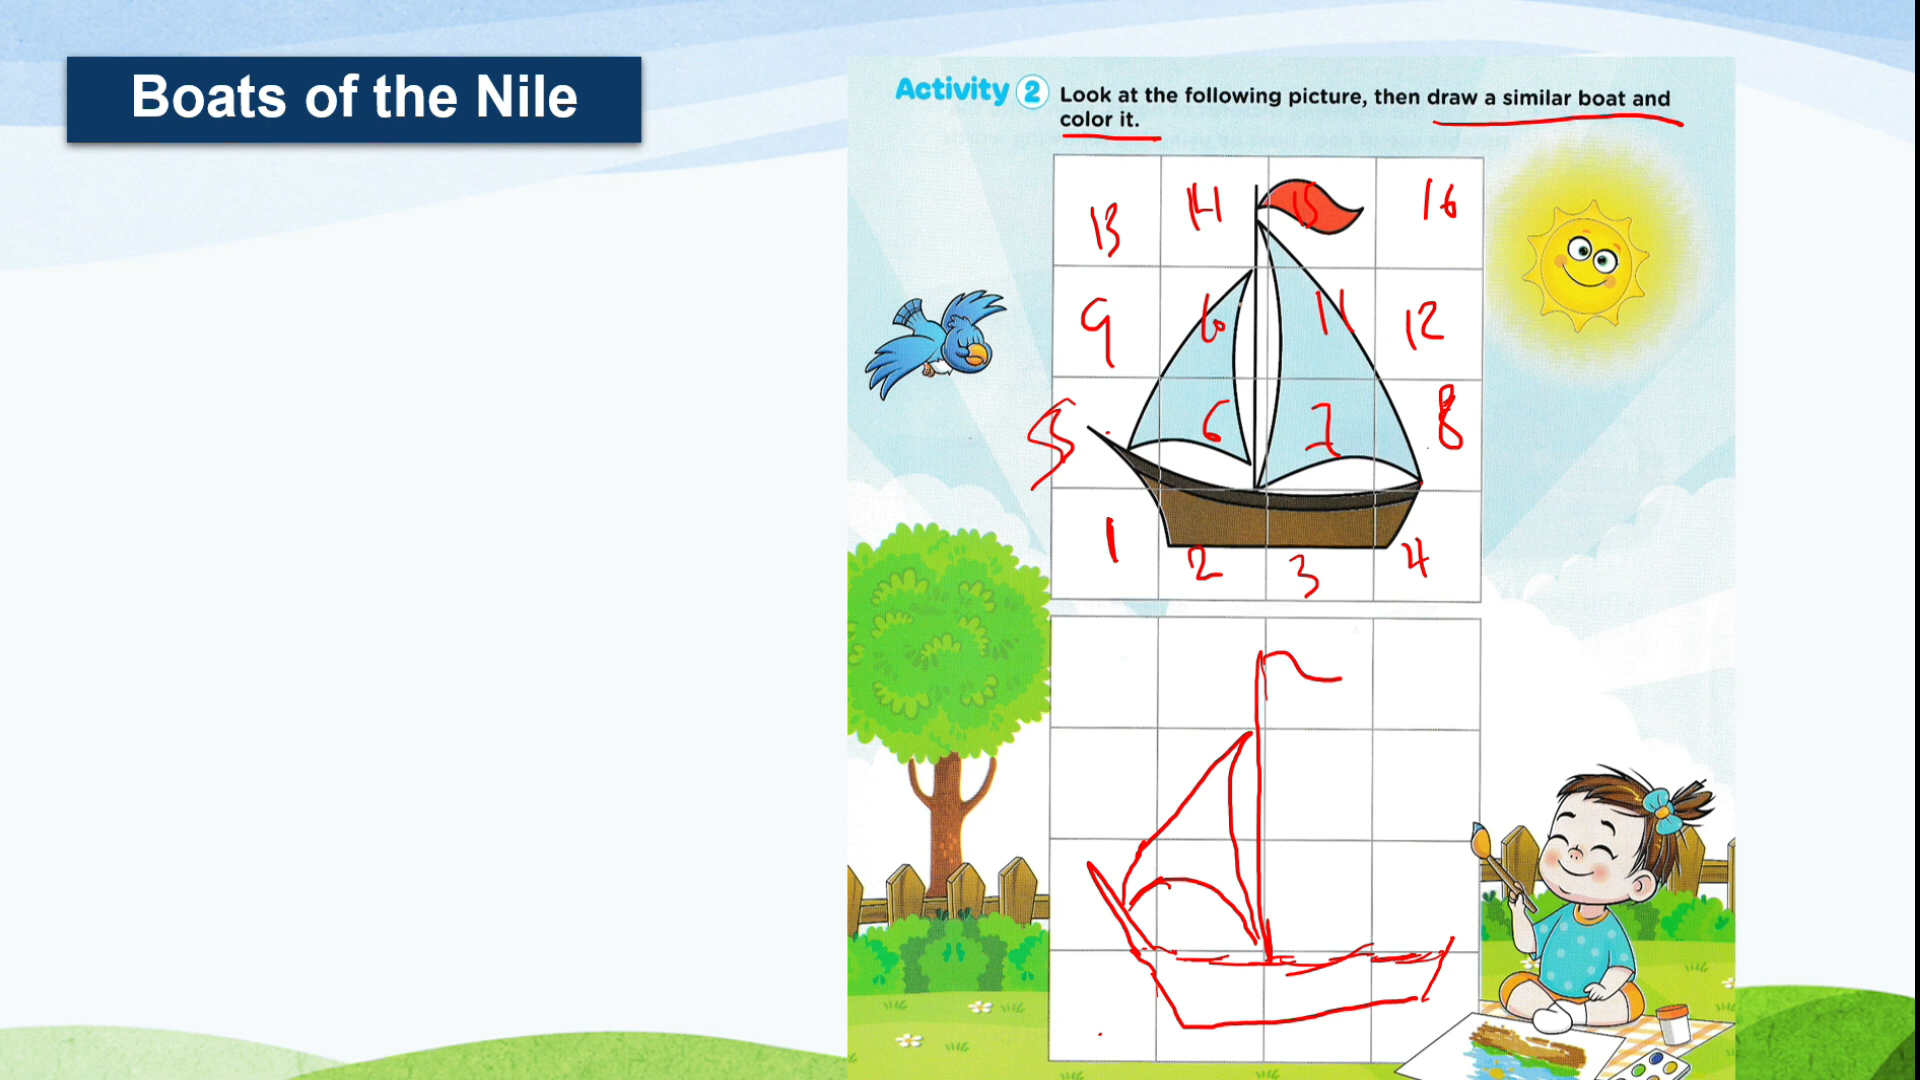 Boats of the Nile
Activity 2 Look at the following picture, then draw a similar boat and
color it.
13 14 15 16
9 10 11 12
5 6 7 8
1 2 3 4